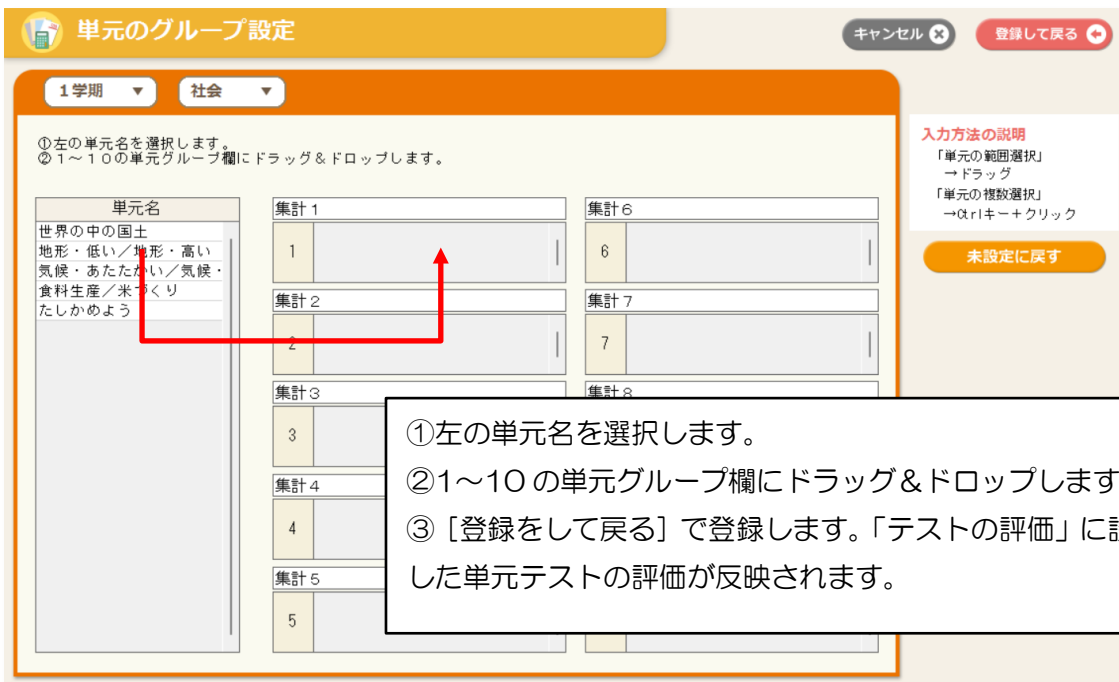 単元のグループ設定
キャンセル
登録して戻る
1学期 ▼
社会 ▼
①左の単元名を選択します。
②1～10の単元グループ欄にドラッグ&ドロップします。
単元名
世界の中の国土
地形・低い／地形・高い
気候・あたたかい／気候・
食料生産／米づくり
たしかめよう
集計1
1
集計2
2
集計3
3
集計4
4
集計5
5
集計6
6
集計7
7
集計8
入力方法の説明
「単元の範囲選択」
→ドラッグ
「単元の複数選択」
→Ctrlキー＋クリック
未設定に戻す
①左の単元名を選択します。
②1～10の単元グループ欄にドラッグ＆ドロップします
③［登録をして戻る］で登録します。「テストの評価」に
した単元テストの評価が反映されます。